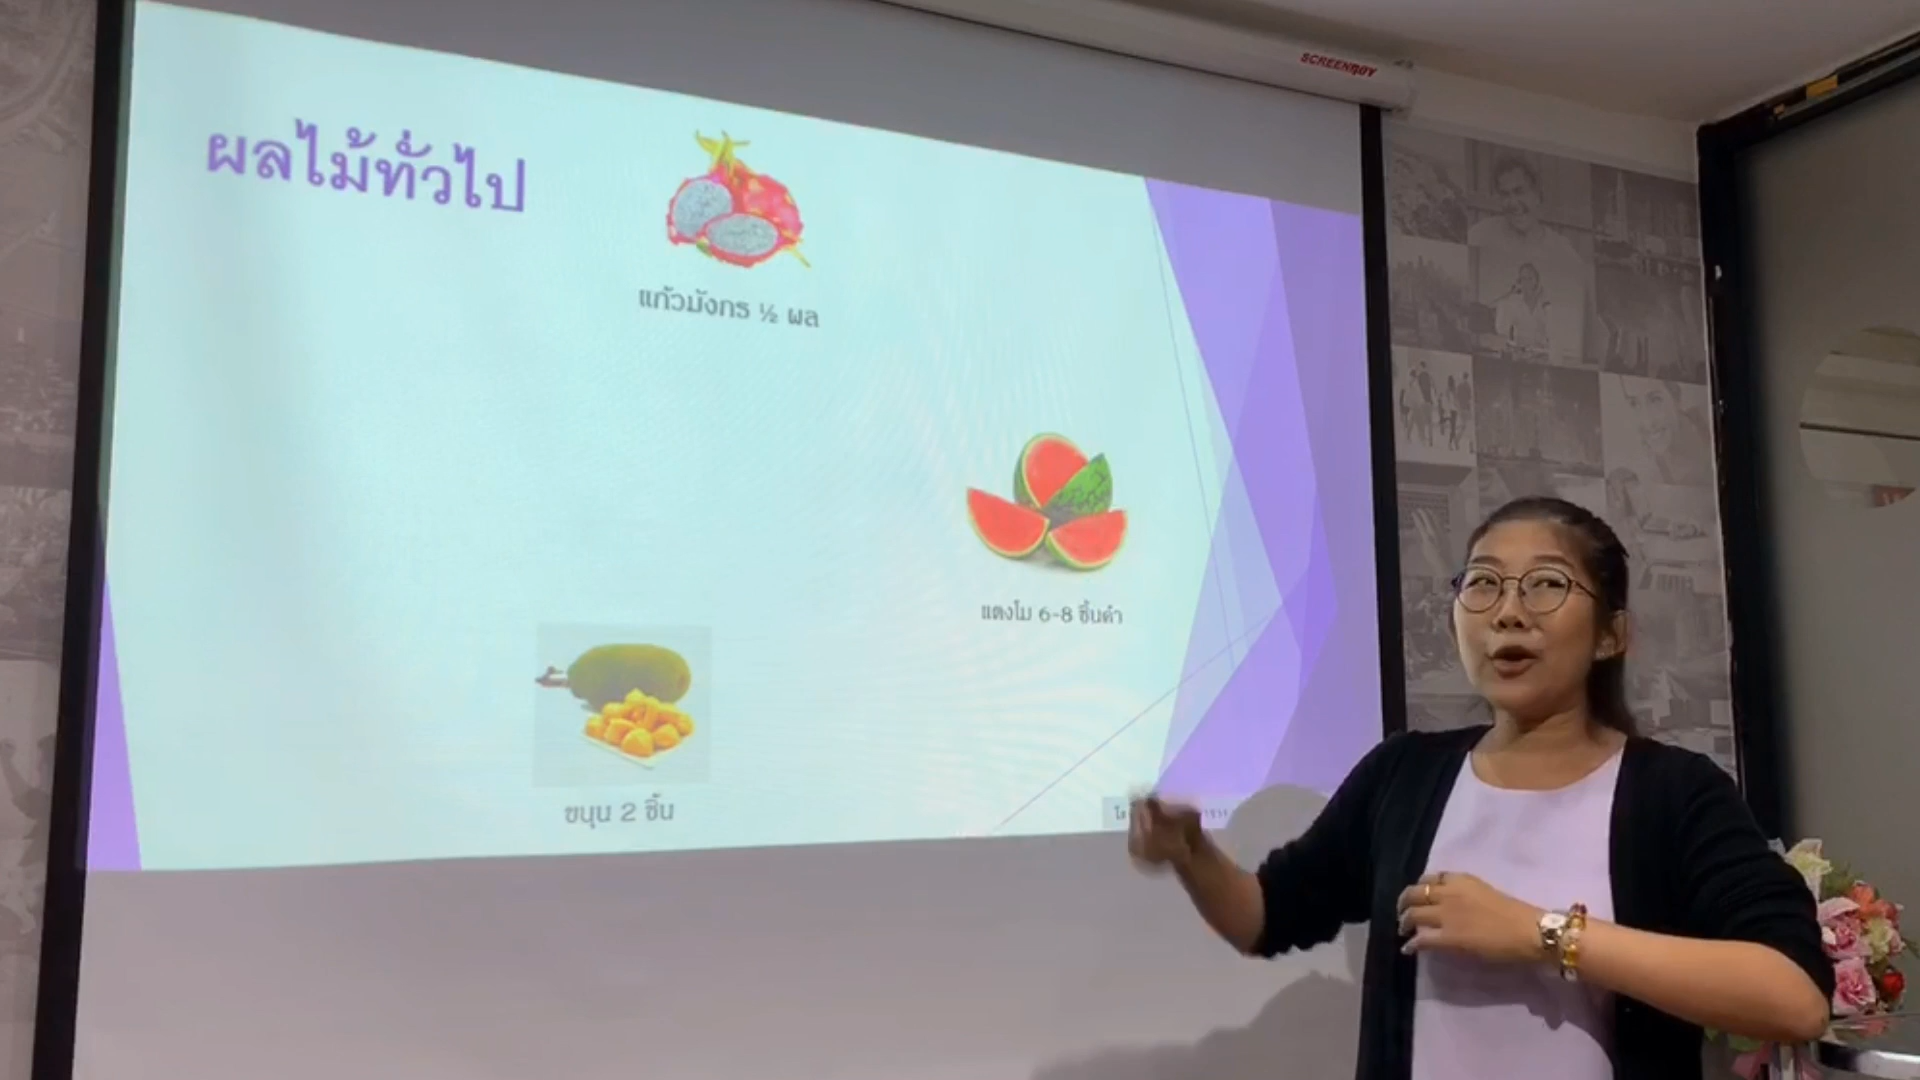 SCREENBOY
ผลไม้ทั่วไป
แก้วมังกร ½ ผล
แตงโม 6-8 ชิ้นคำ
ขนุน 2 ชิ้น